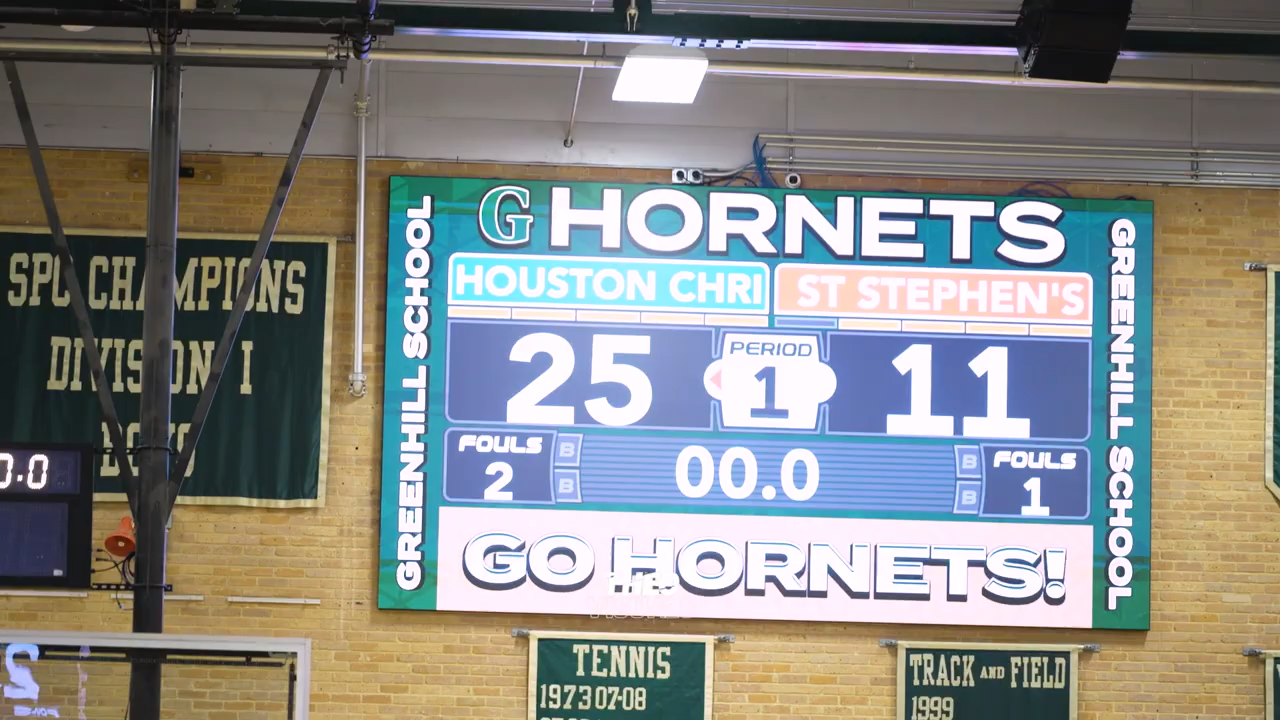 G HORNETS
GREENHILL SCHOOL
GREENHILL SCHOOL
HOUSTON CHRI
ST STEPHEN'S
25
PERIOD
1
11
FOULS
2
B
B
00.0
B
B
FOULS
1
GO HORNETS!
SPC CHAMPIONS
DIVISION I
0.0
TENNIS
1973 07-08
TRACK AND FIELD
1999
2